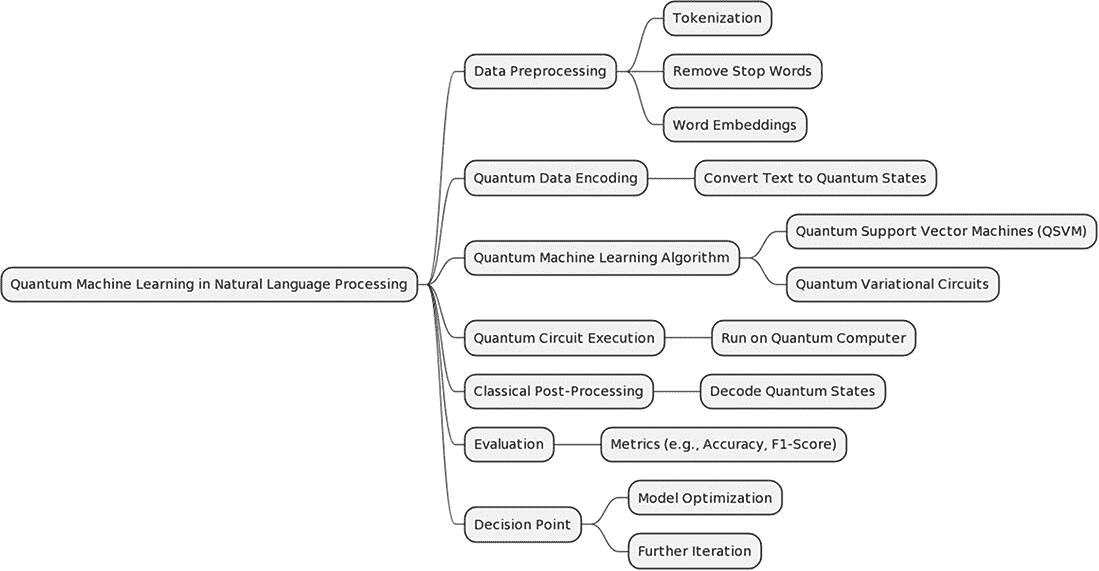 Quantum Machine Learning in Natural Language Processing
Data Preprocessing
Tokenization
Remove Stop Words
Word Embeddings
Quantum Data Encoding
Convert Text to Quantum States
Quantum Machine Learning Algorithm
Quantum Support Vector Machines (QSVM)
Quantum Variational Circuits
Quantum Circuit Execution
Run on Quantum Computer
Classical Post-Processing
Decode Quantum States
Evaluation
Metrics (e.g., Accuracy, F1-Score)
Decision Point
Model Optimization
Further Iteration